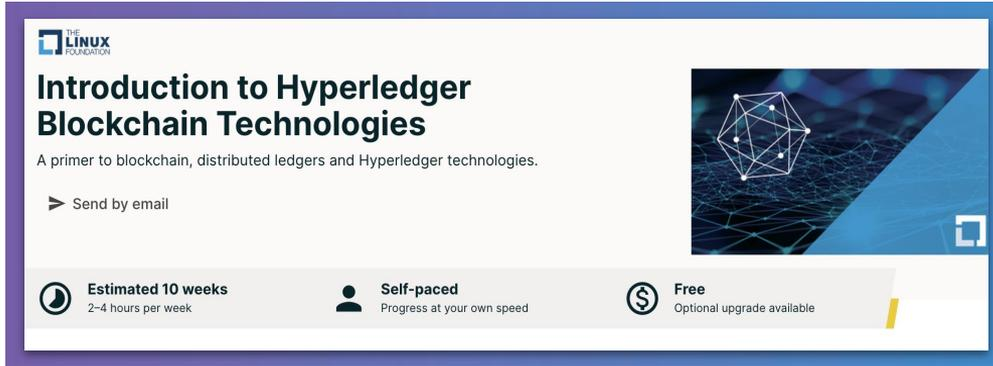 THE
LINUX
FOUNDATION
Introduction to Hyperledger
Blockchain Technologies
A primer to blockchain, distributed ledgers and Hyperledger technologies.
Send by email
Estimated 10 weeks
2–4 hours per week
Self-paced
Progress at your own speed
Free
Optional upgrade available